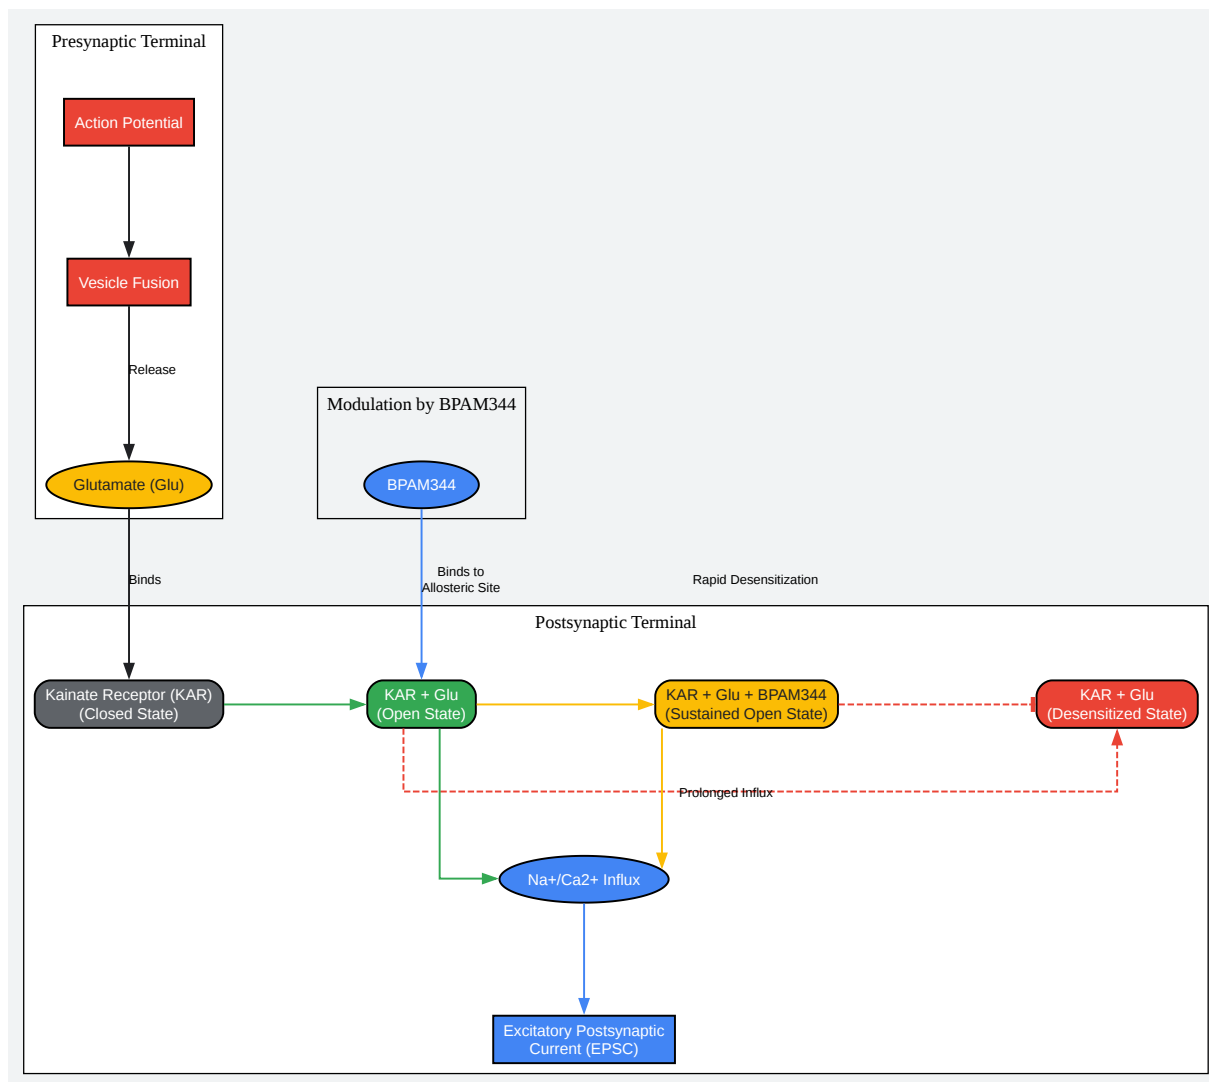 Presynaptic Terminal
Action Potential
Vesicle Fusion
Release
Modulation by BPAM344
Glutamate (Glu)
BPAM344
Binds
Binds to
Allosteric Site
Rapid Desensitization
Postsynaptic Terminal
Kainate Receptor (KAR)
(Closed State)
KAR + Glu
(Open State)
KAR + Glu + BPAM344
(Sustained Open State)
KAR + Glu
(Desensitized State)
Prolonged Influx
Na+/Ca2+ Influx
Excitatory Postsynaptic
Current (EPSC)